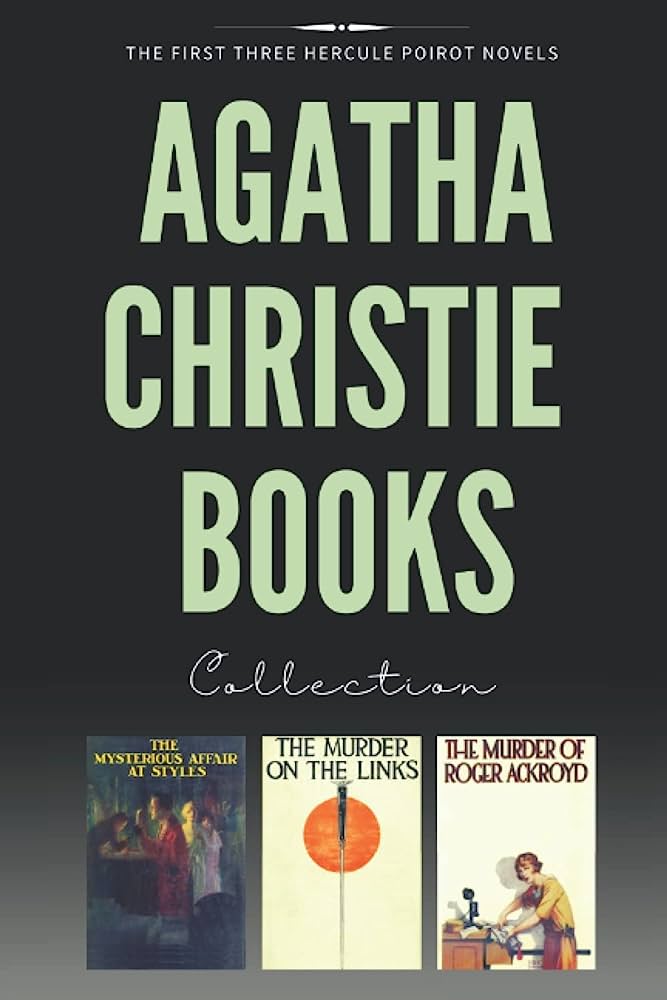 THE FIRST THREE HERCULE POIROT NOVELS
AGATHA
CHRISTIE
BOOKS
Collection
THE
MYSTERIOUS AFFAIR
AT STYLES
THE MURDER
ON THE LINKS
THE MURDER OF
ROGER ACKROYD